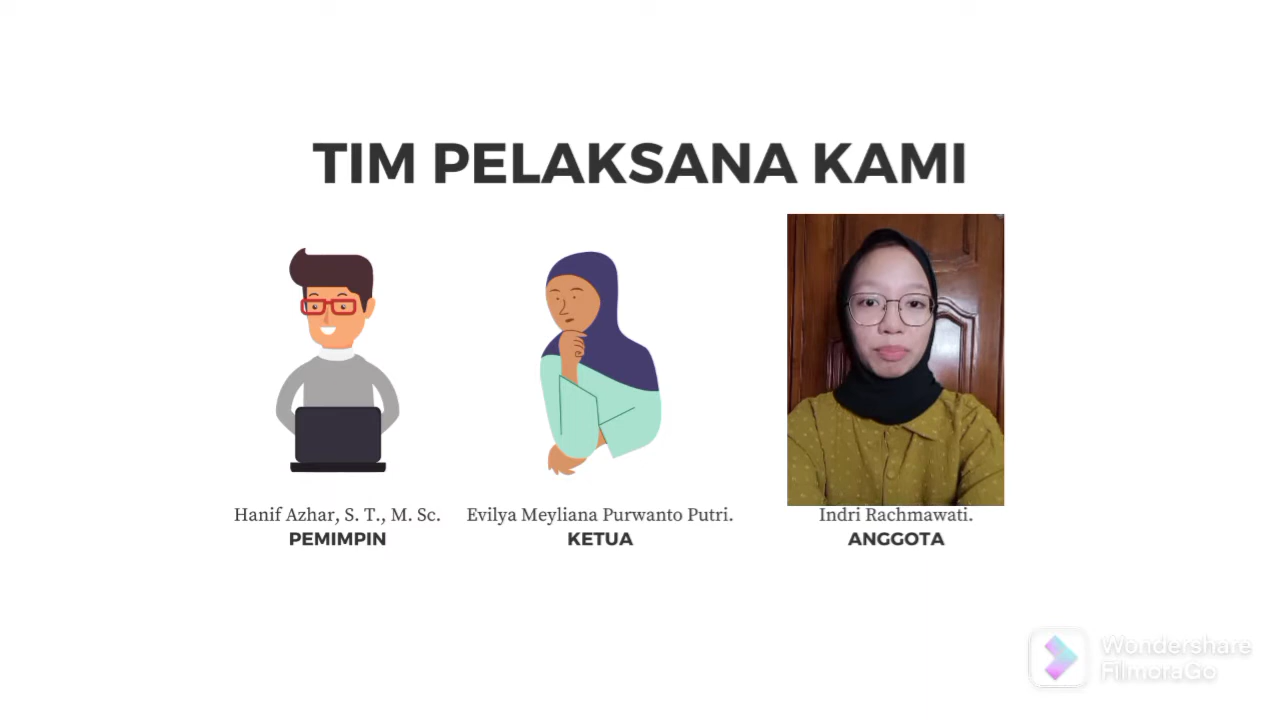 TIM PELAKSANA KAMI
Hanif Azhar, S. T., M. Sc.
PEMIMPIN
Evilya Meyliana Purwanto Putri.
KETUA
Indri Rachmawati.
ANGGOTA
Wondershare
FilmoraGo